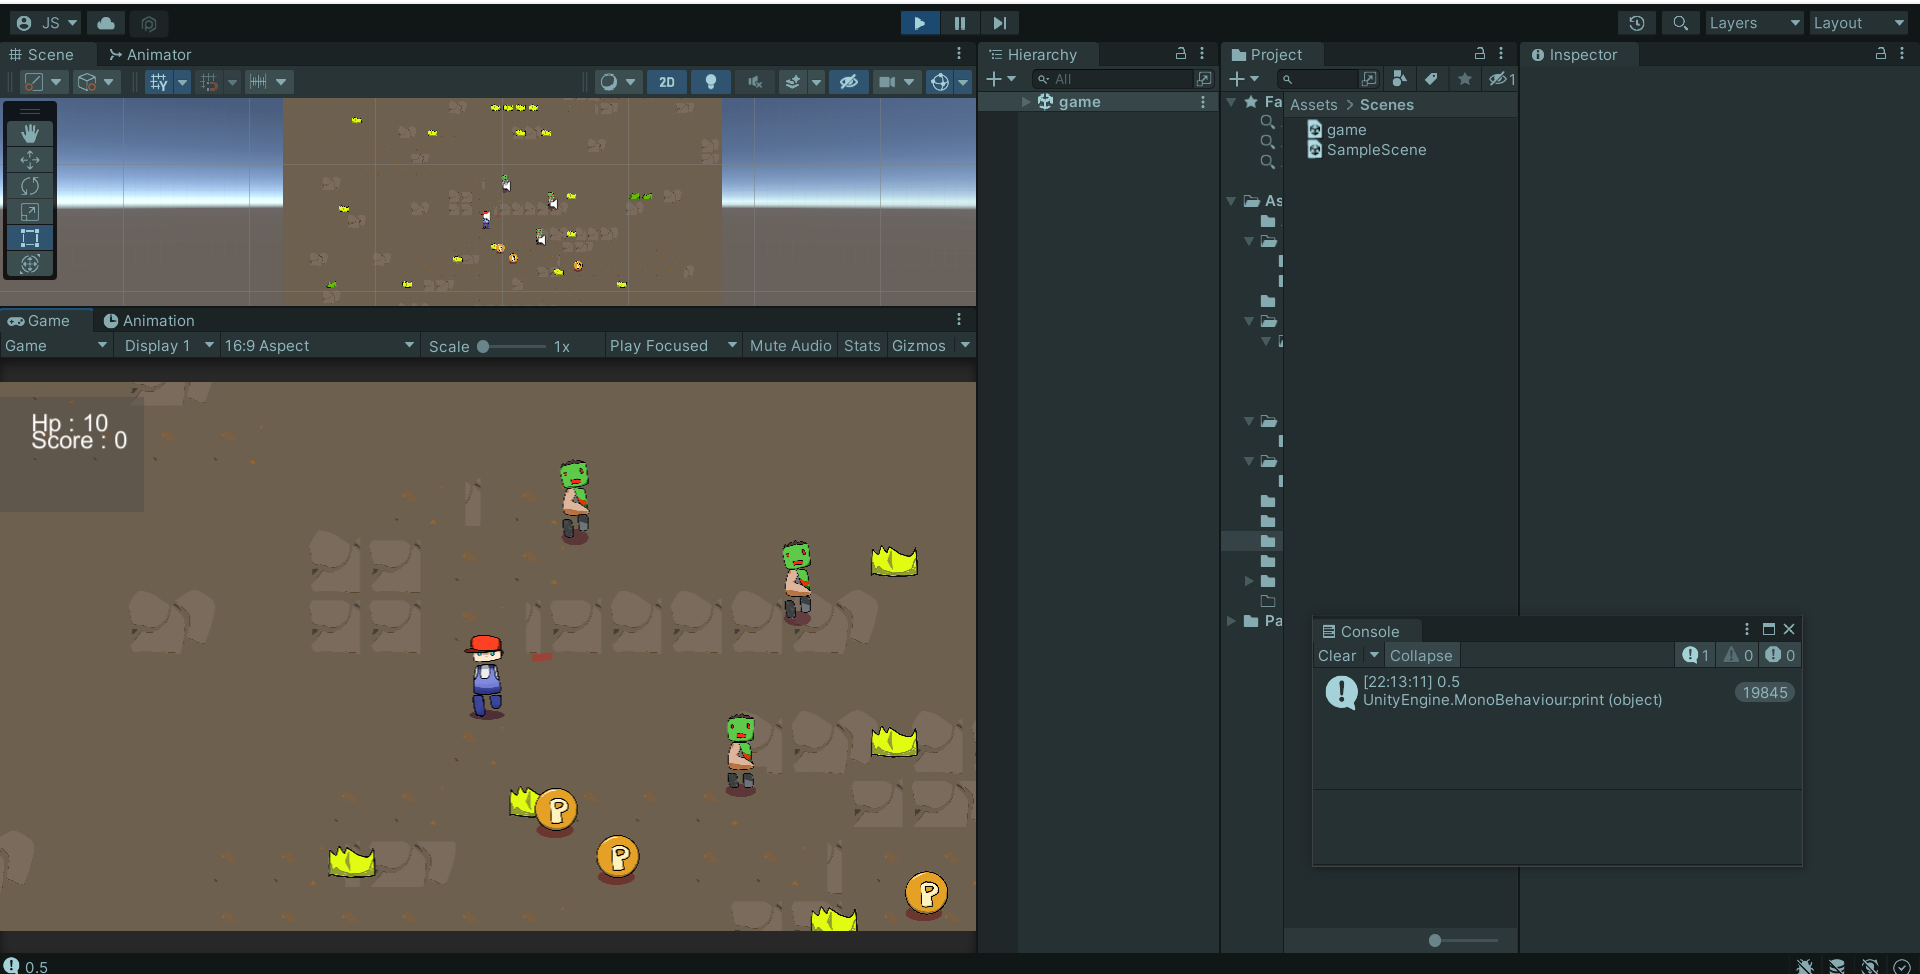 JS
Layers
Layout
Scene
Animator
2D
Hierarchy
All
game
Project
1
Fa
As
Pa
Assets > Scenes
game
SampleScene
Inspector
Game
Animation
Game
Display 1
16:9 Aspect
Scale
1x
Play Focused
Mute Audio
Stats
Gizmos
Hp : 10
Score : 0
P
P
P
Console
Clear
Collapse
1
0
0
[22:13:11] 0.5
UnityEngine.MonoBehaviour:print (object)
19845
0.5